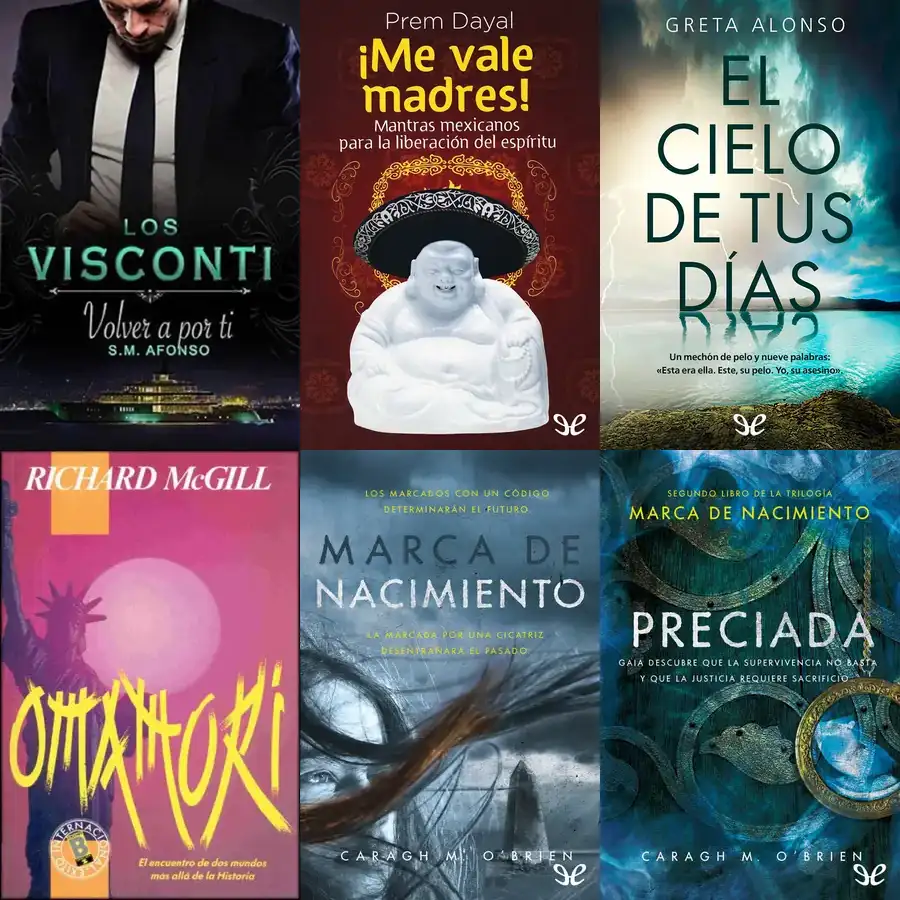 LOS
VISCONTI
Volver a por ti
S.M. AFONSO
Prem Dayal
¡Me vale
madres!
Mantras mexicanos
para la liberación del espíritu
GRETA ALONSO
EL
CIELO
DE TUS
DÍAS
Un mechón de pelo y nueve palabras:
«Esta era ella. Este, su pelo. Yo, su asesino».
RICHARD McGILL
OMAMORI
El encuentro de dos mundos
más allá de la Historia
LOS MARCADOS CON UN CÓDIGO
DETERMINARÁN EL FUTURO
MARCA DE
NACIMIENTO
LA MARCADA POR UNA CICATRIZ
DESENTRAÑARÁ EL PASADO
CARAGH M. O'BRIEN
SEGUNDO LIBRO DE LA TRILOGÍA
MARCA DE NACIMIENTO
PRECIADA
GAIA DESCUBRE QUE LA SUPERVIVENCIA NO BASTA
Y QUE LA JUSTICIA REQUIERE SACRIFICIO
CARAGH M. O'BRIEN